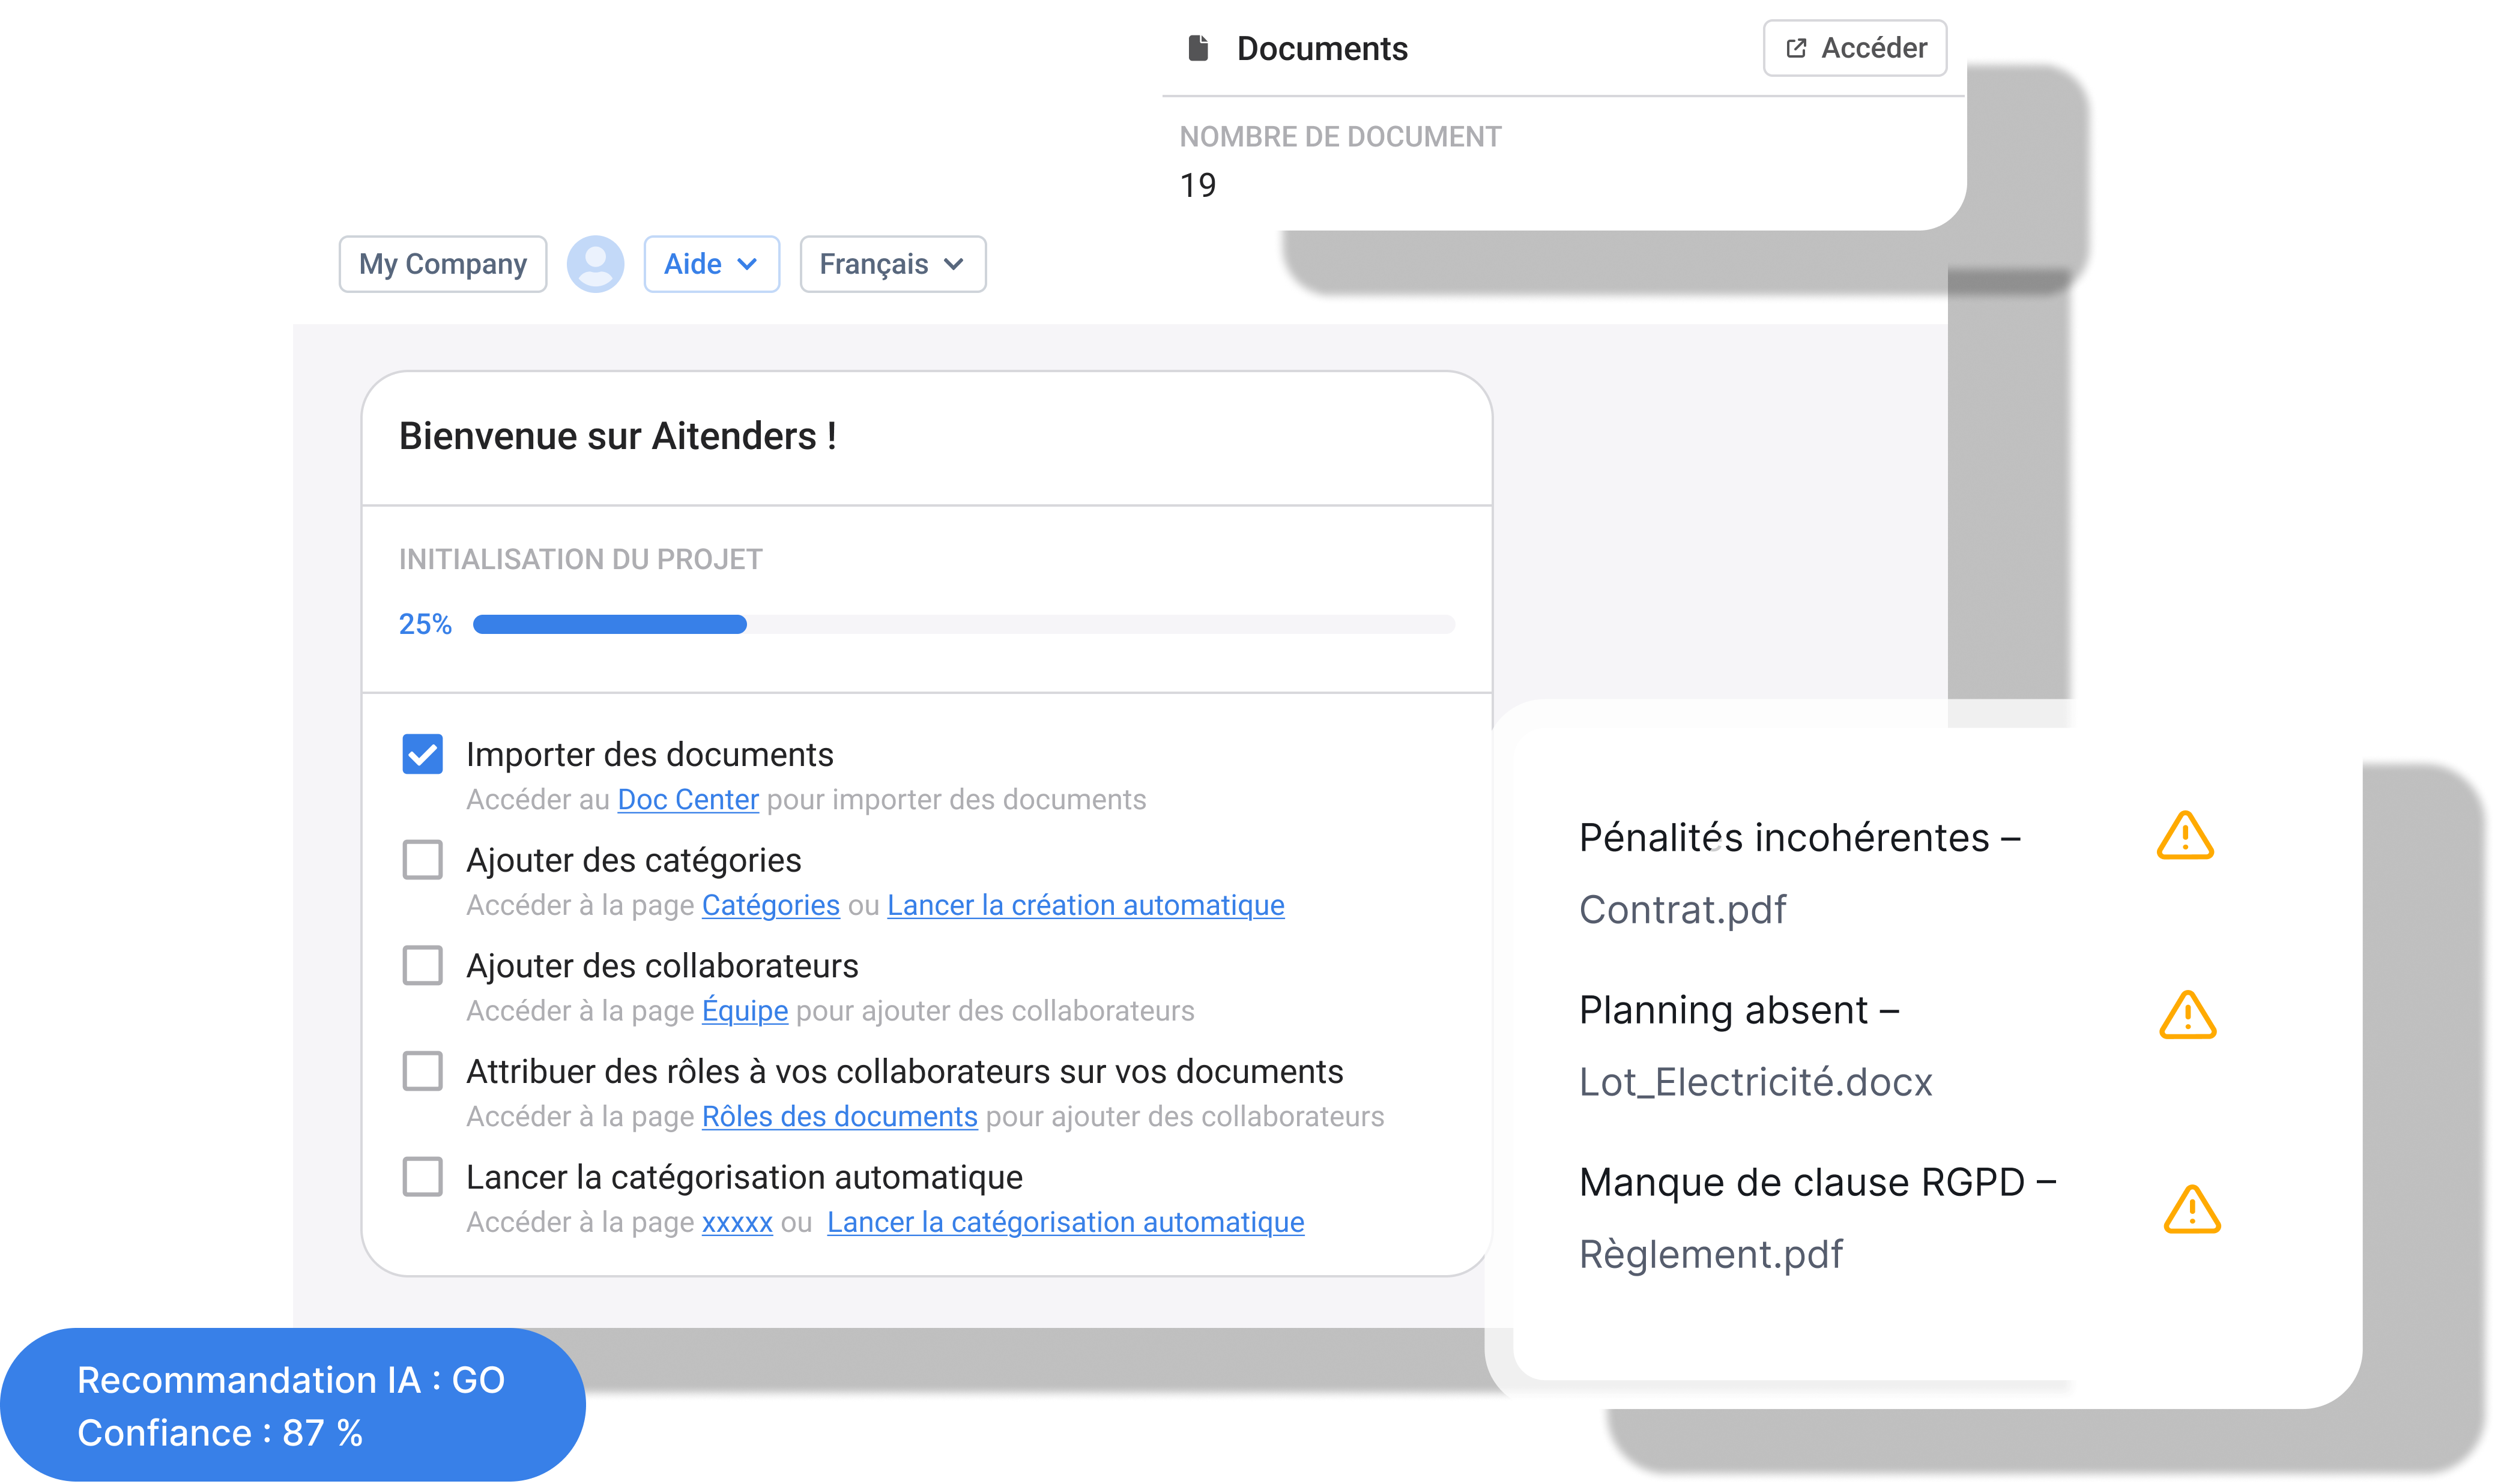 Documents
Accéder
NOMBRE DE DOCUMENT
19
My Company
Aide
Français
Bienvenue sur Aitenders !
INITIALISATION DU PROJET
25%
Importer des documents
Accéder au Doc Center pour importer des documents
Ajouter des catégories
Accéder à la page Catégories ou Lancer la création automatique
Ajouter des collaborateurs
Accéder à la page Équipe pour ajouter des collaborateurs
Attribuer des rôles à vos collaborateurs sur vos documents
Accéder à la page Rôles des documents pour ajouter des collaborateurs
Lancer la catégorisation automatique
Accéder à la page xxxxx ou Lancer la catégorisation automatique
Pénalités incohérentes –
Contrat.pdf
Planning absent –
Lot_Electricité.docx
Manque de clause RGPD –
Règlement.pdf
Recommandation IA : GO
Confiance : 87 %